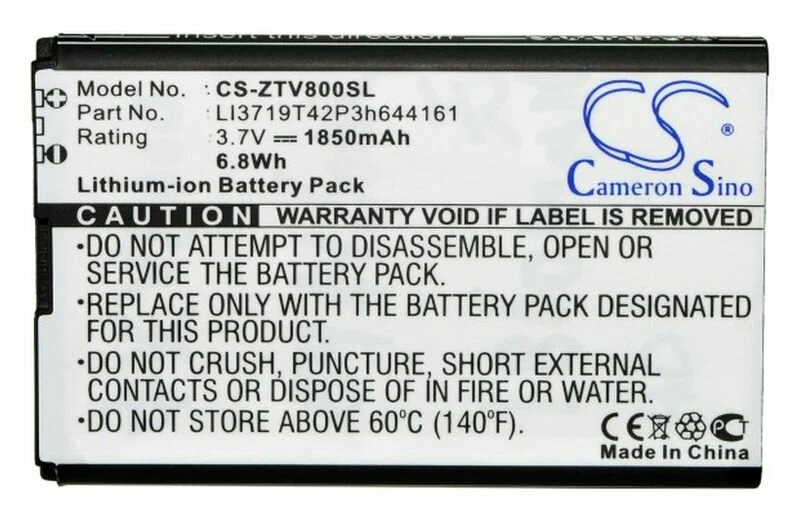 Model No. : CS-ZTV800SL
Part No. : LI3719T42P3h644161
Rating : 3.7V 1850mAh
6.8Wh
Lithium-ion Battery Pack
CS ®
Cameron Sino
CAUTION WARRANTY VOID IF LABEL IS REMOVED
•DO NOT ATTEMPT TO DISASSEMBLE, OPEN OR
SERVICE THE BATTERY PACK.
•REPLACE ONLY WITH THE BATTERY PACK DESIGNATED
FOR THIS PRODUCT.
•DO NOT CRUSH, PUNCTURE, SHORT EXTERNAL
CONTACTS OR DISPOSE OF IN FIRE OR WATER.
•DO NOT STORE ABOVE 60°C (140°F).
CE PCT
Made In China